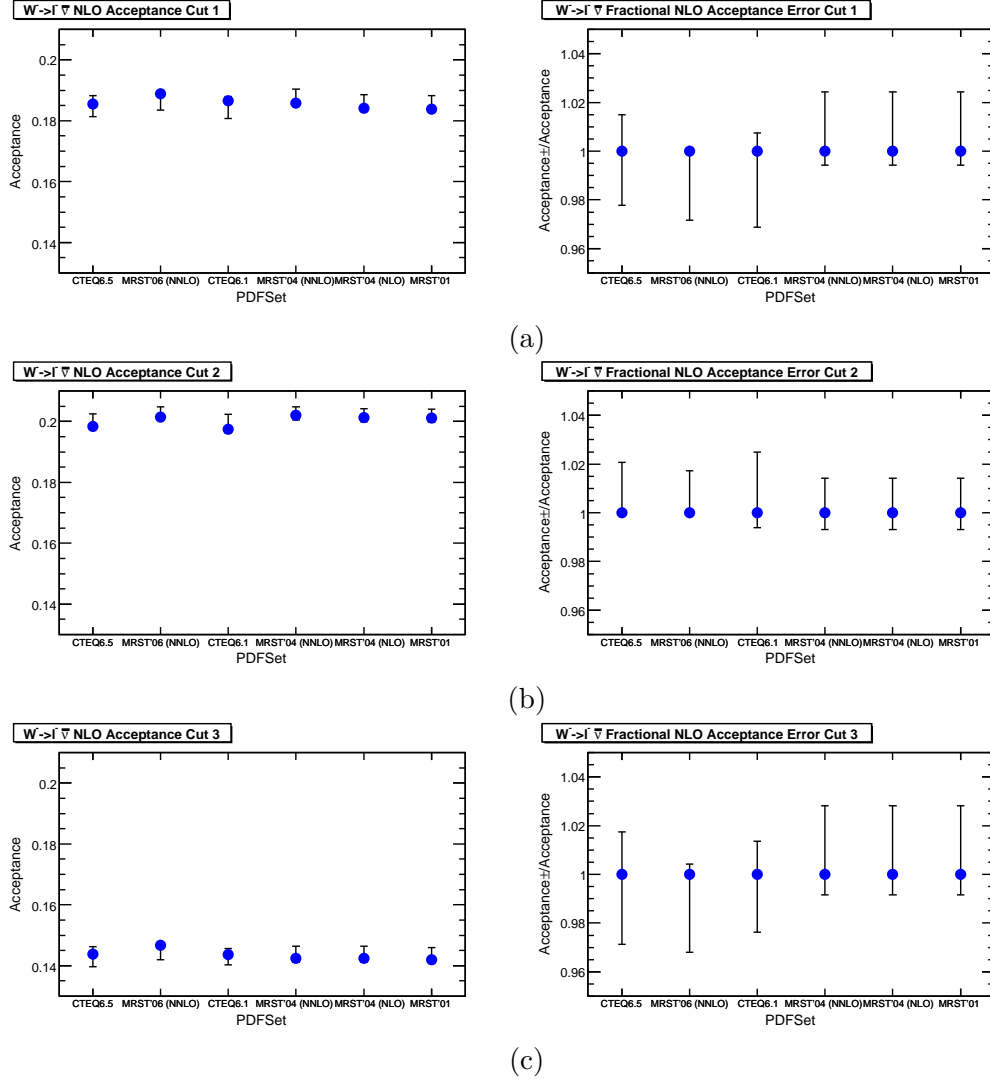 W⁻->l⁻ ν̅ NLO Acceptance Cut 1
Acceptance
0.2
0.18
0.16
0.14
CTEQ6.5 MRST'06 (NNLO) CTEQ6.1 MRST'04 (NNLO) MRST'04 (NLO) MRST'01
PDFSet
W⁻->l⁻ ν̅ Fractional NLO Acceptance Error Cut 1
Acceptance±/Acceptance
1.04
1.02
1
0.98
0.96
CTEQ6.5 MRST'06 (NNLO) CTEQ6.1 MRST'04 (NNLO) MRST'04 (NLO) MRST'01
PDFSet
(a)
W⁻->l⁻ ν̅ NLO Acceptance Cut 2
Acceptance
0.2
0.18
0.16
0.14
CTEQ6.5 MRST'06 (NNLO) CTEQ6.1 MRST'04 (NNLO) MRST'04 (NLO) MRST'01
PDFSet
W⁻->l⁻ ν̅ Fractional NLO Acceptance Error Cut 2
Acceptance±/Acceptance
1.04
1.02
1
0.98
0.96
CTEQ6.5 MRST'06 (NNLO) CTEQ6.1 MRST'04 (NNLO) MRST'04 (NLO) MRST'01
PDFSet
(b)
W⁻->l⁻ ν̅ NLO Acceptance Cut 3
Acceptance
0.2
0.18
0.16
0.14
CTEQ6.5 MRST'06 (NNLO) CTEQ6.1 MRST'04 (NNLO) MRST'04 (NLO) MRST'01
PDFSet
W⁻->l⁻ ν̅ Fractional NLO Acceptance Error Cut 3
Acceptance±/Acceptance
1.04
1.02
1
0.98
0.96
CTEQ6.5 MRST'06 (NNLO) CTEQ6.1 MRST'04 (NNLO) MRST'04 (NLO) MRST'01
PDFSet
(c)